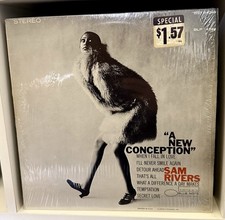 STEREO
SPECIAL
$1.57
"A
NEW
CONCEPTION"
WHEN I FALL IN LOVE
I'LL NEVER SMILE AGAIN
DETOUR AHEAD
THAT'S ALL
WHAT A DIFFERENCE A DAY MAKES
TEMPTATION
SECRET LOVE
SAM
RIVERS